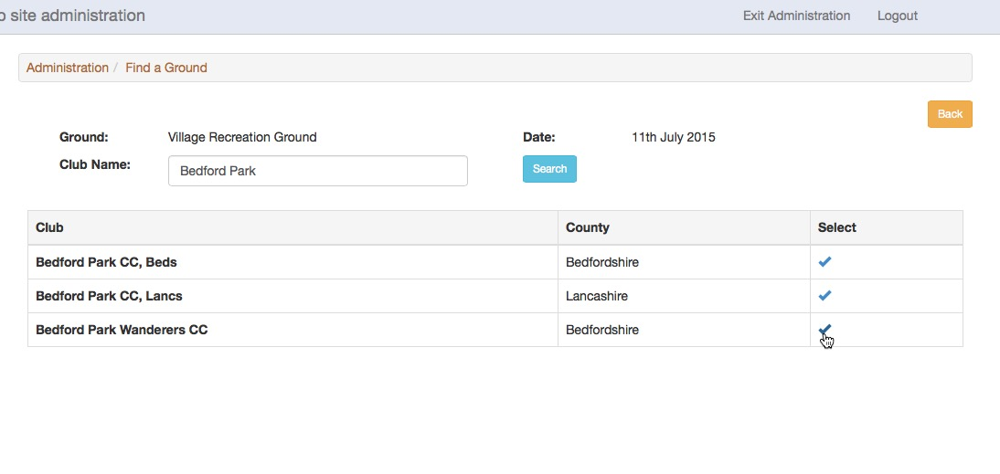 o site administration Exit Administration Logout
Administration / Find a Ground
Back
Ground: Village Recreation Ground Date: 11th July 2015
Club Name: Bedford Park Search
Club County Select
Bedford Park CC, Beds Bedfordshire
Bedford Park CC, Lancs Lancashire
Bedford Park Wanderers CC Bedfordshire